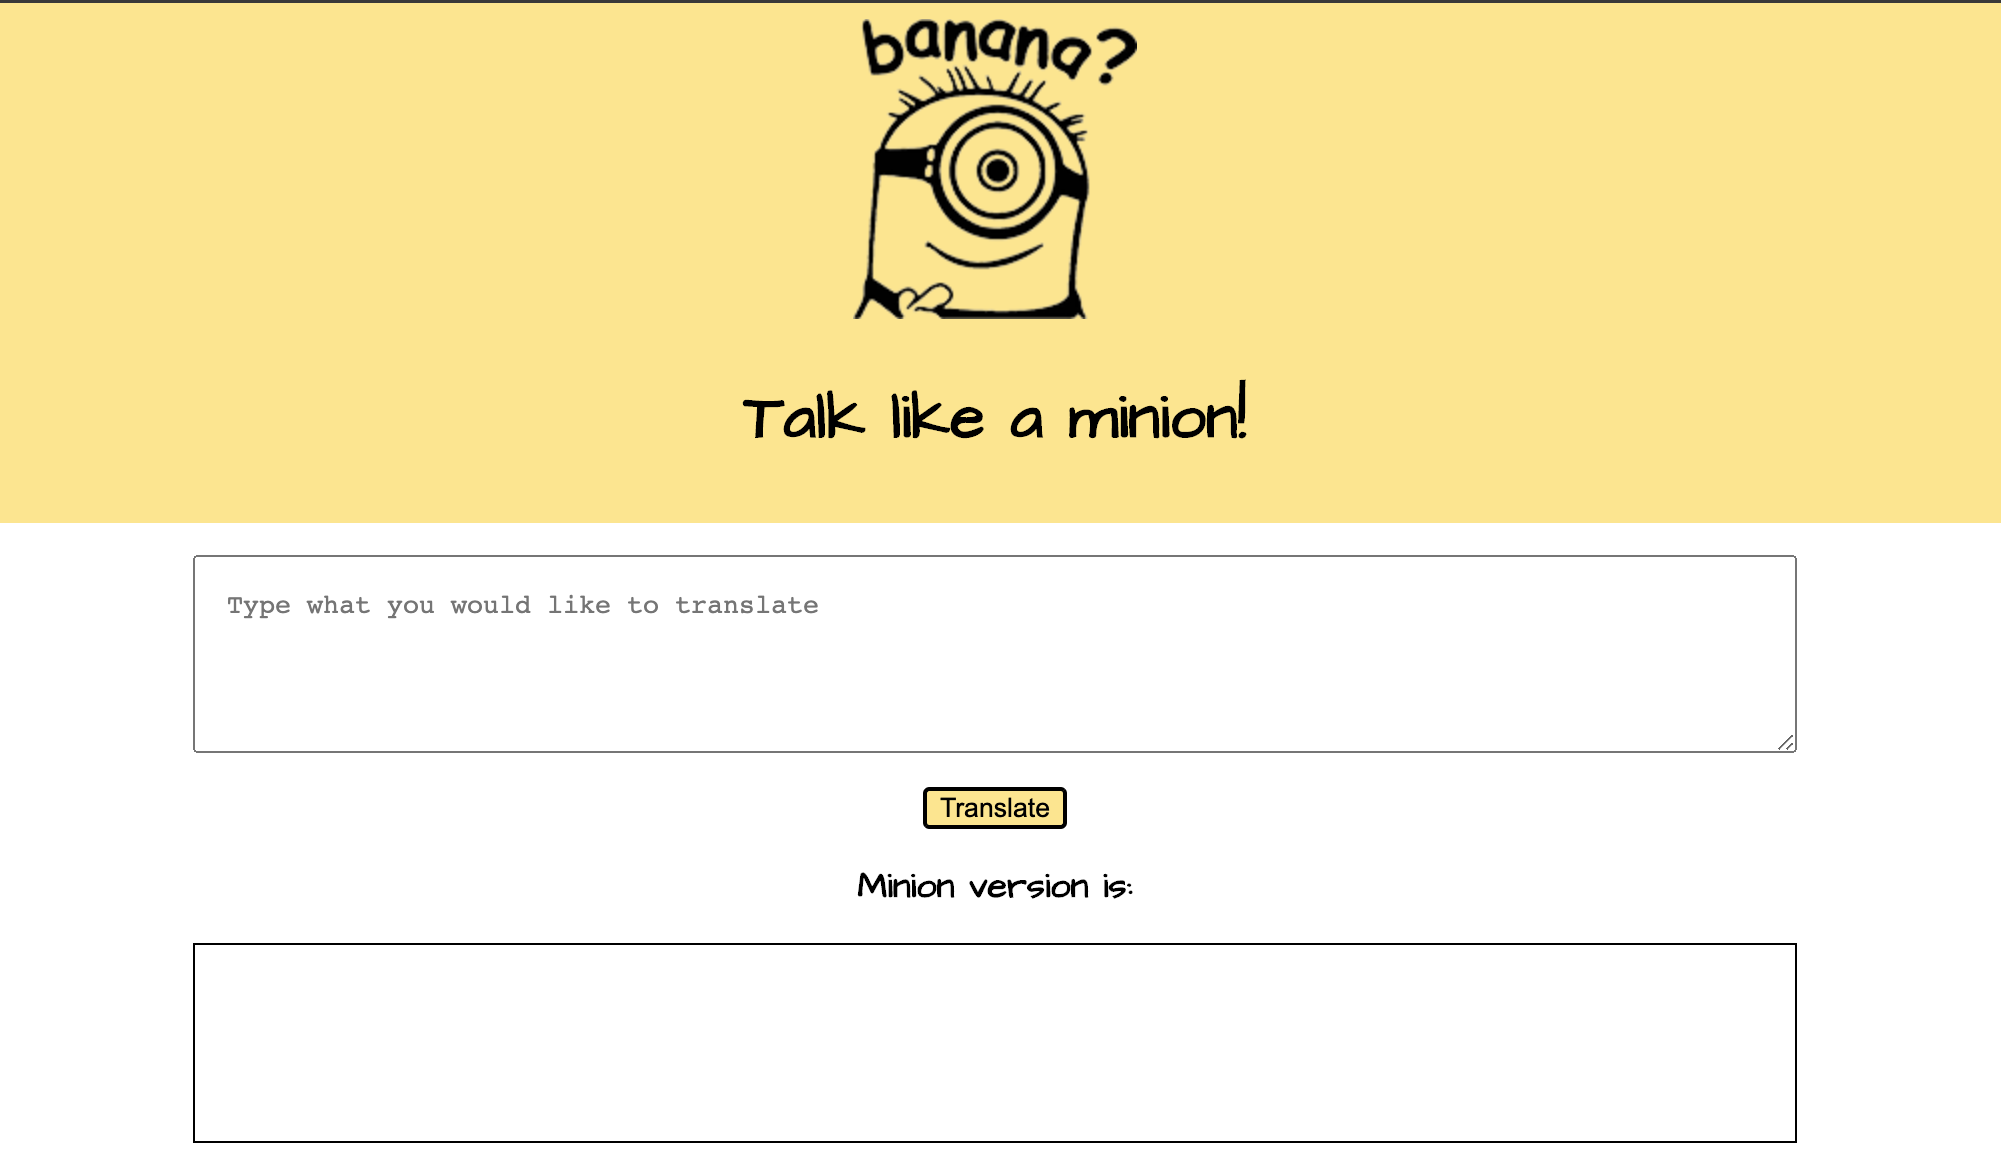 banana?
Talk like a minion!
Type what you would like to translate
Translate
Minion version is: